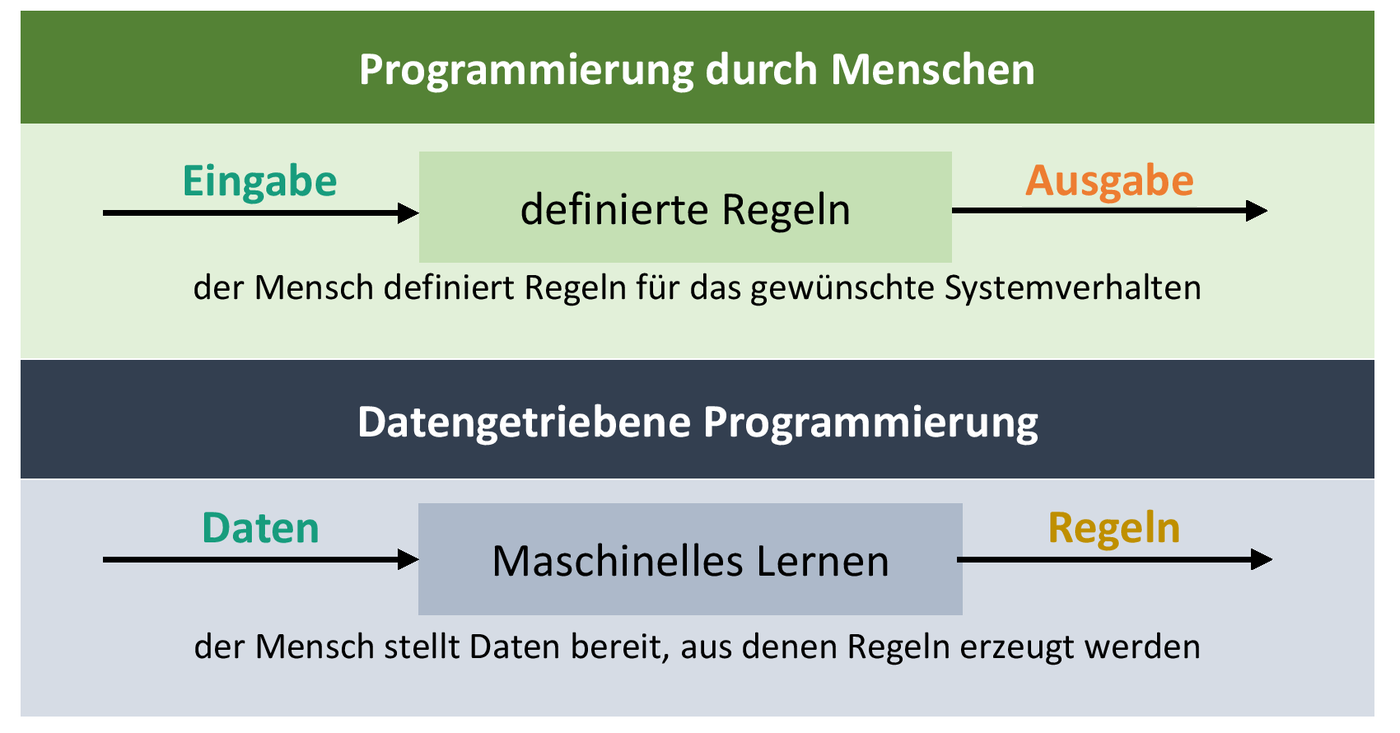 Programmierung durch Menschen
Eingabe
definierte Regeln
Ausgabe
der Mensch definiert Regeln für das gewünschte Systemverhalten
Datengetriebene Programmierung
Daten
Maschinelles Lernen
Regeln
der Mensch stellt Daten bereit, aus denen Regeln erzeugt werden